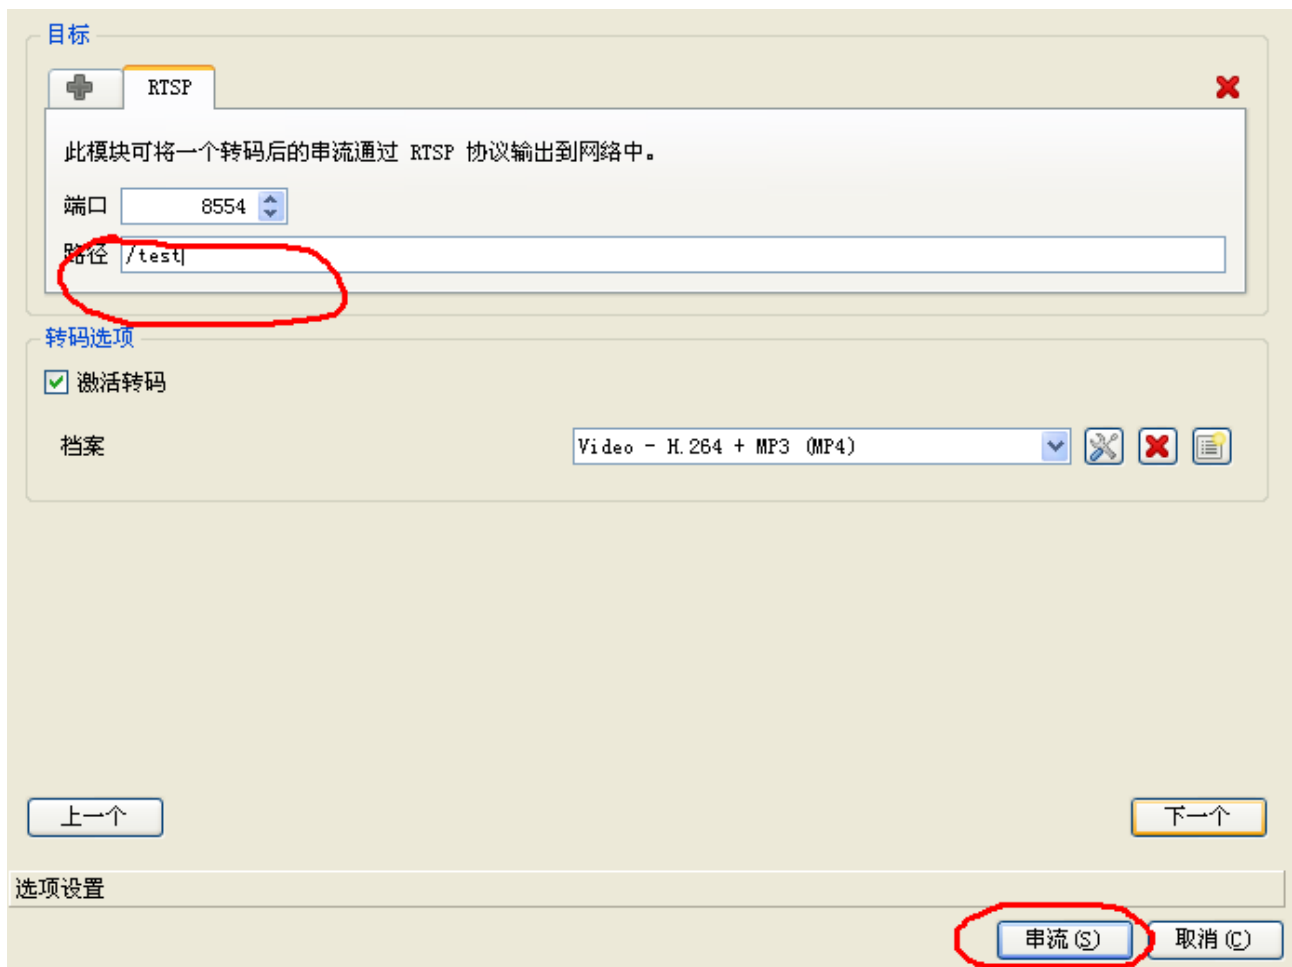 目标
RTSP
此模块可将一个转码后的串流通过 RTSP 协议输出到网络中。
端口 8554
路径 /test
转码选项
激活转码
档案 Video - H.264 + MP3 (MP4)
上一个 下一个
选项设置
串流(S) 取消(C)